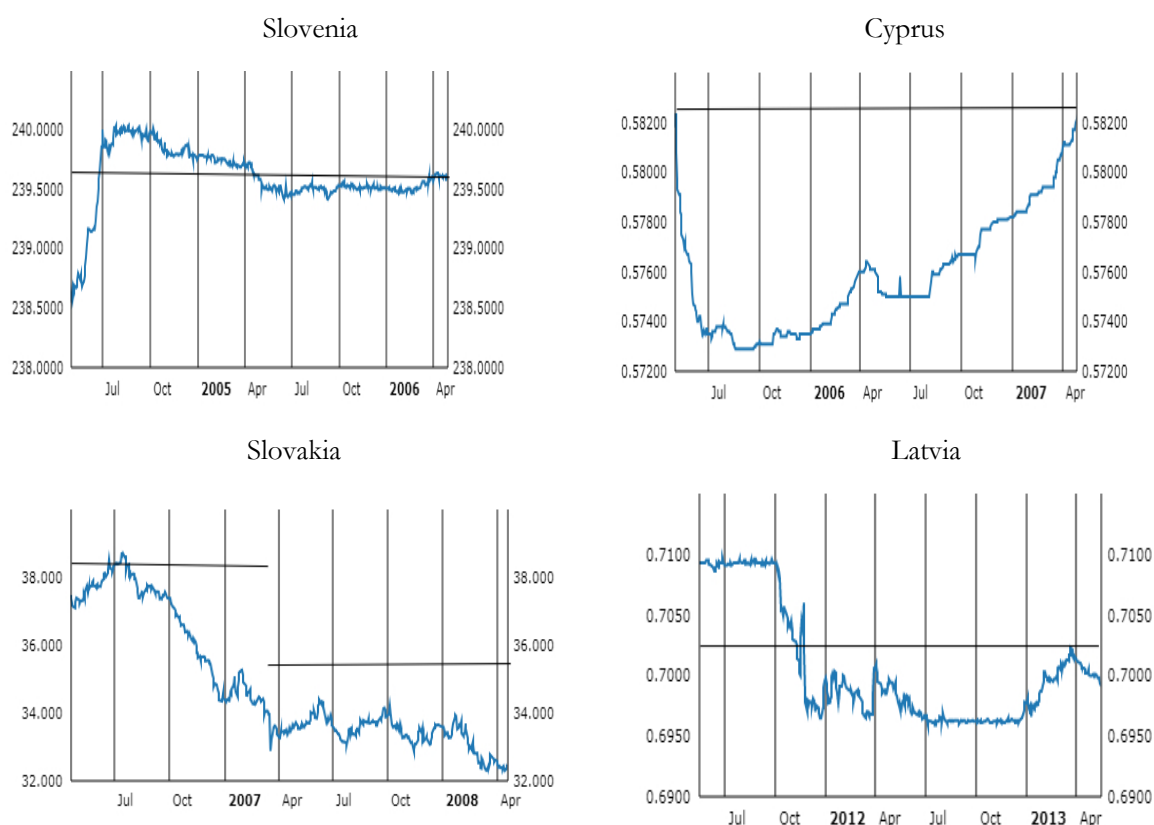 Slovenia
240.0000 240.0000
239.5000 239.5000
239.0000 239.0000
238.5000 238.5000
238.0000 238.0000
Jul Oct 2005 Apr Jul Oct 2006 Apr
Cyprus
0.58200 0.58200
0.58000 0.58000
0.57800 0.57800
0.57600 0.57600
0.57400 0.57400
0.57200 0.57200
Jul Oct 2006 Apr Jul Oct 2007 Apr
Slovakia
38.000 38.000
36.000 36.000
34.000 34.000
32.000 32.000
Jul Oct 2007 Apr Jul Oct 2008 Apr
Latvia
0.7100 0.7100
0.7050 0.7050
0.7000 0.7000
0.6950 0.6950
0.6900 0.6900
Jul Oct 2012 Apr Jul Oct 2013 Apr